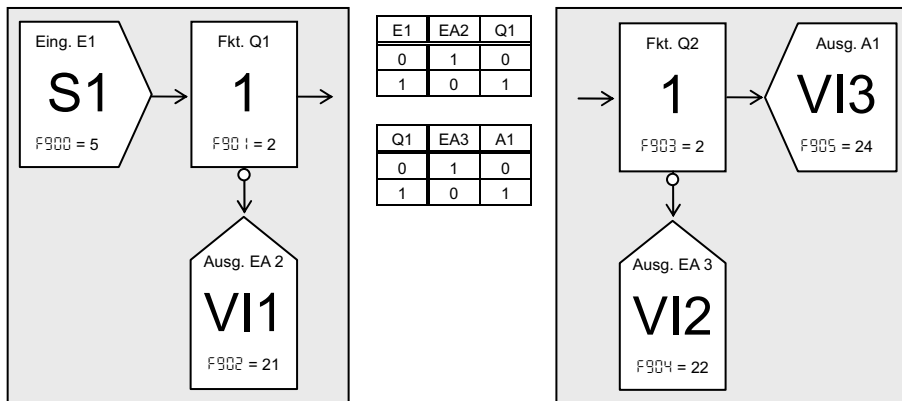 Eing. E1
S1
F900 = 5
Fkt. Q1
1
F901 = 2
Ausg. EA 2
VI1
F902 = 21
E1 EA2 Q1
0 1 0
1 0 1
Q1 EA3 A1
0 1 0
1 0 1
Fkt. Q2
1
F903 = 2
Ausg. A1
VI3
F905 = 24
Ausg. EA 3
VI2
F904 = 22